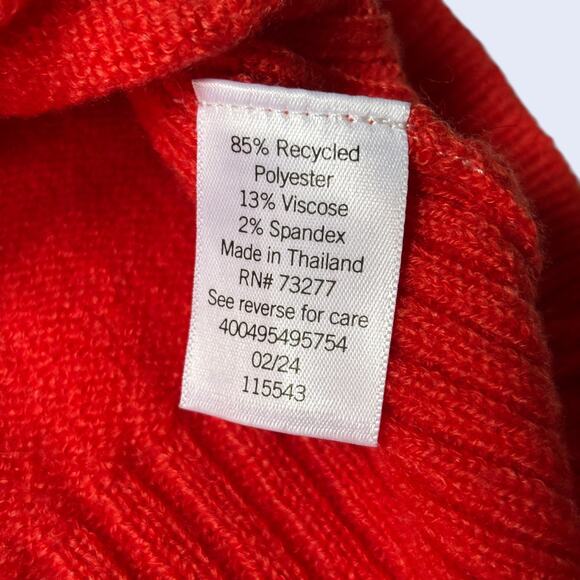 85% Recycled
Polyester
13% Viscose
2% Spandex
Made in Thailand
RN# 73277
See reverse for care
400495495754
02/24
115543